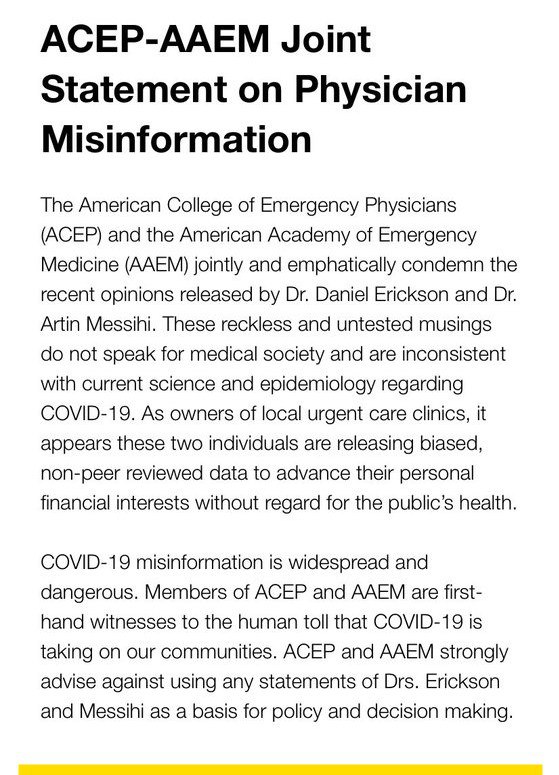 ACEP-AAEM Joint
Statement on Physician
Misinformation
The American College of Emergency Physicians
(ACEP) and the American Academy of Emergency
Medicine (AAEM) jointly and emphatically condemn the
recent opinions released by Dr. Daniel Erickson and Dr.
Artin Messihi. These reckless and untested musings
do not speak for medical society and are inconsistent
with current science and epidemiology regarding
COVID-19. As owners of local urgent care clinics, it
appears these two individuals are releasing biased,
non-peer reviewed data to advance their personal
financial interests without regard for the public’s health.
COVID-19 misinformation is widespread and
dangerous. Members of ACEP and AAEM are first-
hand witnesses to the human toll that COVID-19 is
taking on our communities. ACEP and AAEM strongly
advise against using any statements of Drs. Erickson
and Messihi as a basis for policy and decision making.